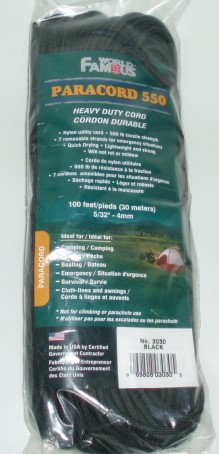 WORLD
FAMOUS
PARACORD 550
HEAVY DUTY CORD
CORDON DURABLE
• Nylon utility cord • 550 lb tensile strength
• 7 removable strands for emergency situations
• Quick Drying • Lightweight and strong
• Will not rot or mildew
• Corde de nylon utilitaire
• 550 lb de résistance à la traction
• 7 cordons amovibles pour les situations d'urgence
• Séchage rapide • Léger et robuste
• Résistant à la moisissure
100 feet/pieds (30 meters)
5/32" - 4mm
PARACORD
Ideal for / Idéal for:
Camping / Camping
/ Pêche
Boating / Bateau
Emergency / Situation d'urgence
Survival / Survie
Cloth-lines and awnings /
Corde à linges et auvents
• Not for climbing or parachute use
• N'utiliser pas pour les escalades ou les parachute
Made in USA by Certified
Government Contractor
Fabriqué par Entrepreneur
Certifié du Gouvernement
des États Unis
No. 3030
BLACK
69808 03030